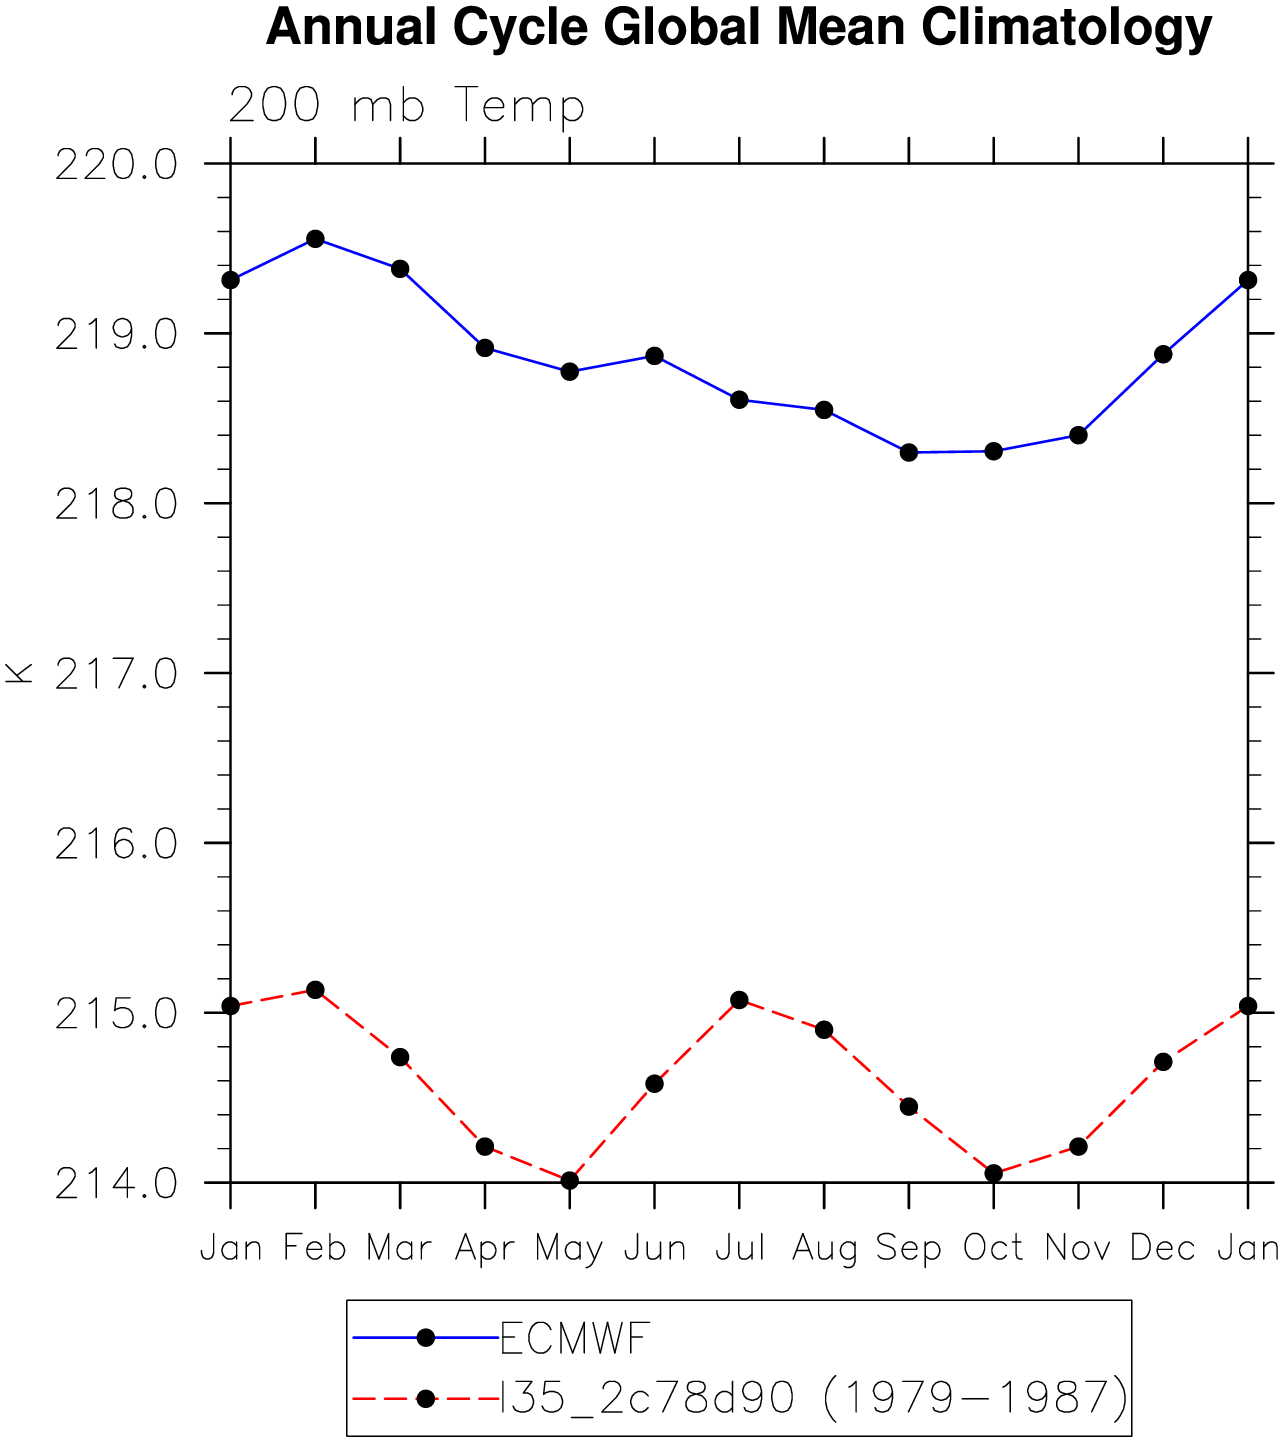 Annual Cycle Global Mean Climatology
200 mb Temp
220.0
219.0
218.0
K 217.0
216.0
215.0
214.0
Jan Feb Mar Apr May Jun Jul Aug Sep Oct Nov Dec Jan
ECMWF
I35_2c78d90 (1979-1987)